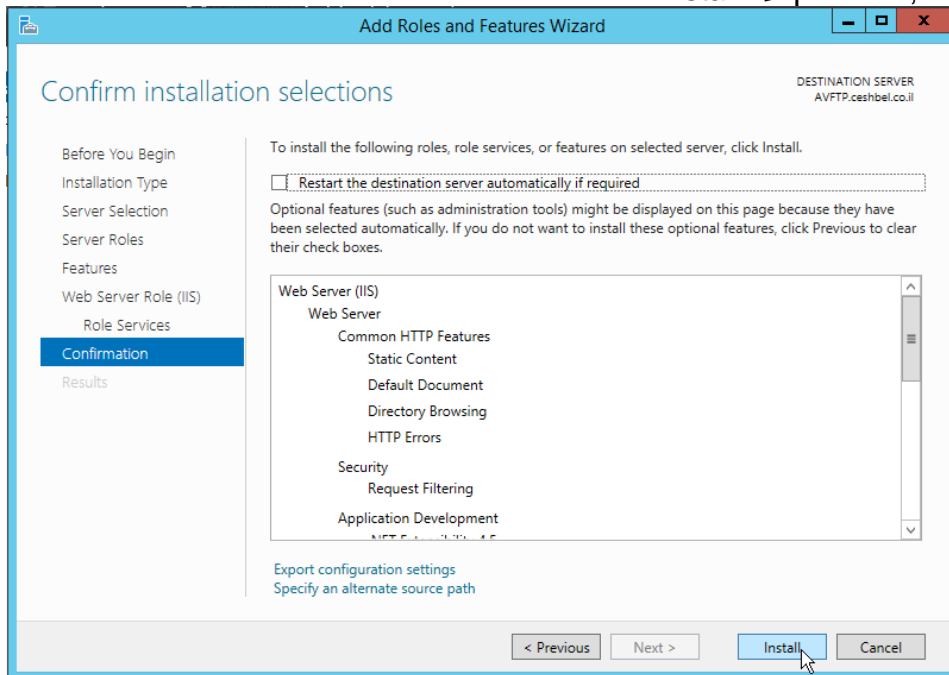 Add Roles and Features Wizard
Confirm installation selections
DESTINATION SERVER
AVFTP.ceshbel.co.il
Before You Begin
Installation Type
Server Selection
Server Roles
Features
Web Server Role (IIS)
Role Services
Confirmation
Results
To install the following roles, role services, or features on selected server, click Install.
Restart the destination server automatically if required
Optional features (such as administration tools) might be displayed on this page because they have
been selected automatically. If you do not want to install these optional features, click Previous to clear
their check boxes.
Web Server (IIS)
Web Server
Common HTTP Features
Static Content
Default Document
Directory Browsing
HTTP Errors
Security
Request Filtering
Application Development
Export configuration settings
Specify an alternate source path
< Previous
Next >
Install
Cancel